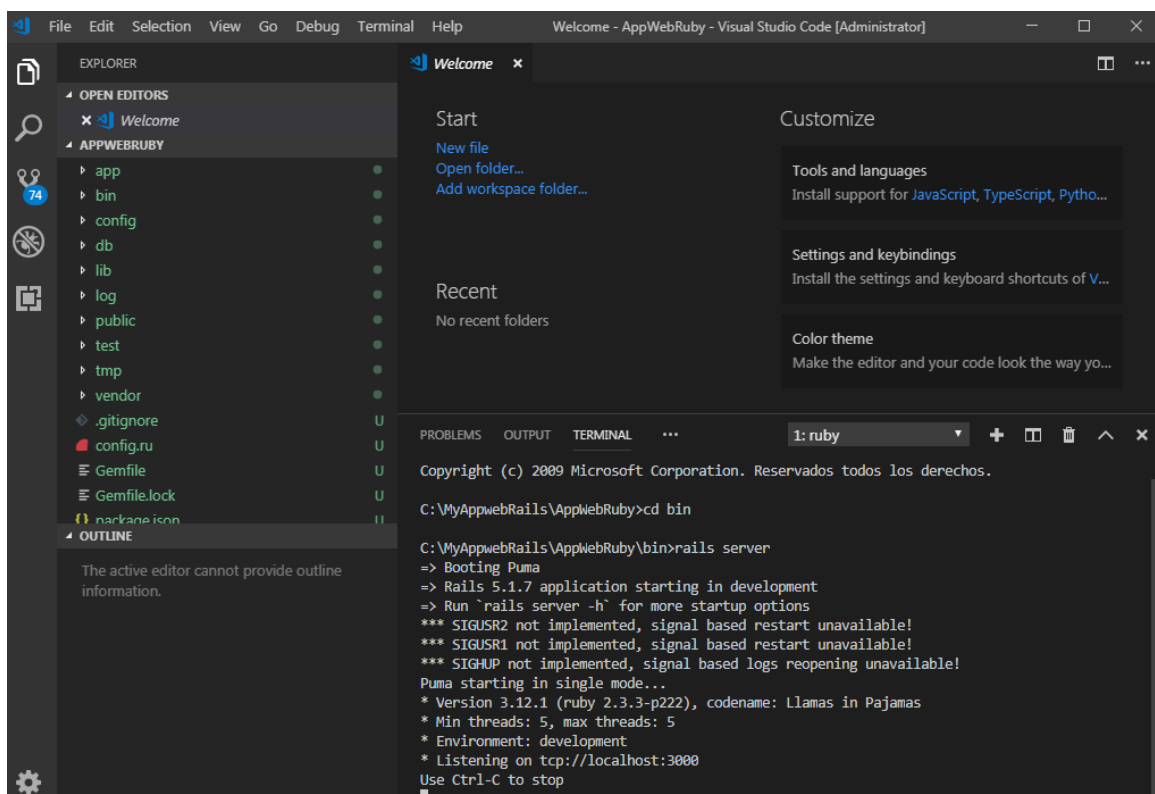 File Edit Selection View Go Debug Terminal Help Welcome - AppWebRuby - Visual Studio Code [Administrator]
EXPLORER
OPEN EDITORS
Welcome
APPWEBRUBY
app
bin
config
db
lib
log
public
test
tmp
vendor
.gitignore U
config.ru U
Gemfile U
Gemfile.lock U
{} package.json U
OUTLINE
The active editor cannot provide outline
information.
74
Welcome
Start
New file
Open folder...
Add workspace folder...
Recent
No recent folders
Customize
Tools and languages
Install support for JavaScript, TypeScript, Pytho...
Settings and keybindings
Install the settings and keyboard shortcuts of V...
Color theme
Make the editor and your code look the way yo...
PROBLEMS OUTPUT TERMINAL ... 1: ruby
Copyright (c) 2009 Microsoft Corporation. Reservados todos los derechos.
C:\MyAppwebRails\AppWebRuby>cd bin
C:\MyAppwebRails\AppWebRuby\bin>rails server
=> Booting Puma
=> Rails 5.1.7 application starting in development
=> Run `rails server -h` for more startup options
*** SIGUSR2 not implemented, signal based restart unavailable!
*** SIGUSR1 not implemented, signal based restart unavailable!
*** SIGHUP not implemented, signal based logs reopening unavailable!
Puma starting in single mode...
* Version 3.12.1 (ruby 2.3.3-p222), codename: Llamas in Pajamas
* Min threads: 5, max threads: 5
* Environment: development
* Listening on tcp://localhost:3000
Use Ctrl-C to stop